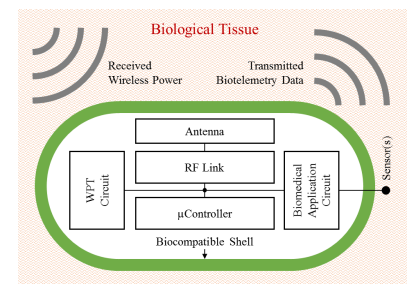 Biological Tissue
Received
Wireless Power
Transmitted
Biotelemetry Data
Antenna
RF Link
WPT
Circuit
Biomedical
Application
Circuit
Sensor(s)
μController
Biocompatible Shell